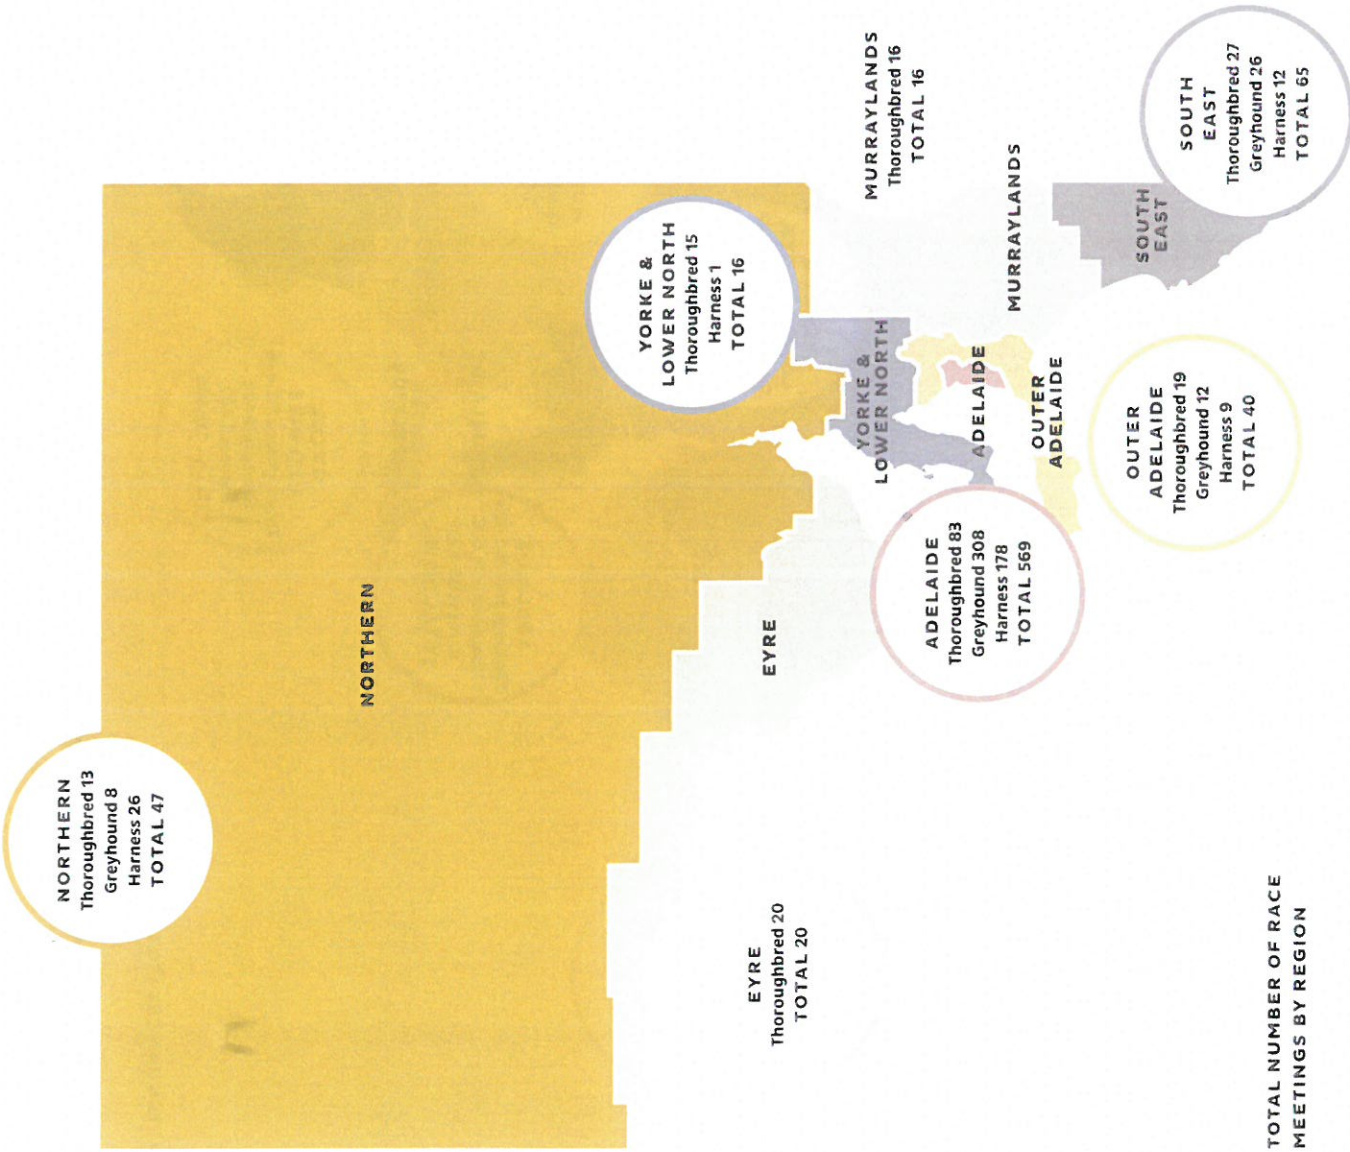 NORTHERN
Thoroughbred 13
Greyhound 8
Harness 26
TOTAL 47
NORTHERN
EYRE
Thoroughbred 20
TOTAL 20
EYRE
YORKE &
LOWER NORTH
Thoroughbred 15
Harness 1
TOTAL 16
YORKE &
LOWER NORTH
MURRAYLANDS
Thoroughbred 16
TOTAL 16
MURRAYLANDS
ADELAIDE
Thoroughbred 83
Greyhound 308
Harness 178
TOTAL 569
ADELAIDE
OUTER
ADELAIDE
OUTER
ADELAIDE
Thoroughbred 19
Greyhound 12
Harness 9
TOTAL 40
SOUTH
EAST
SOUTH
EAST
Thoroughbred 27
Greyhound 26
Harness 12
TOTAL 65
TOTAL NUMBER OF RACE
MEETINGS BY REGION